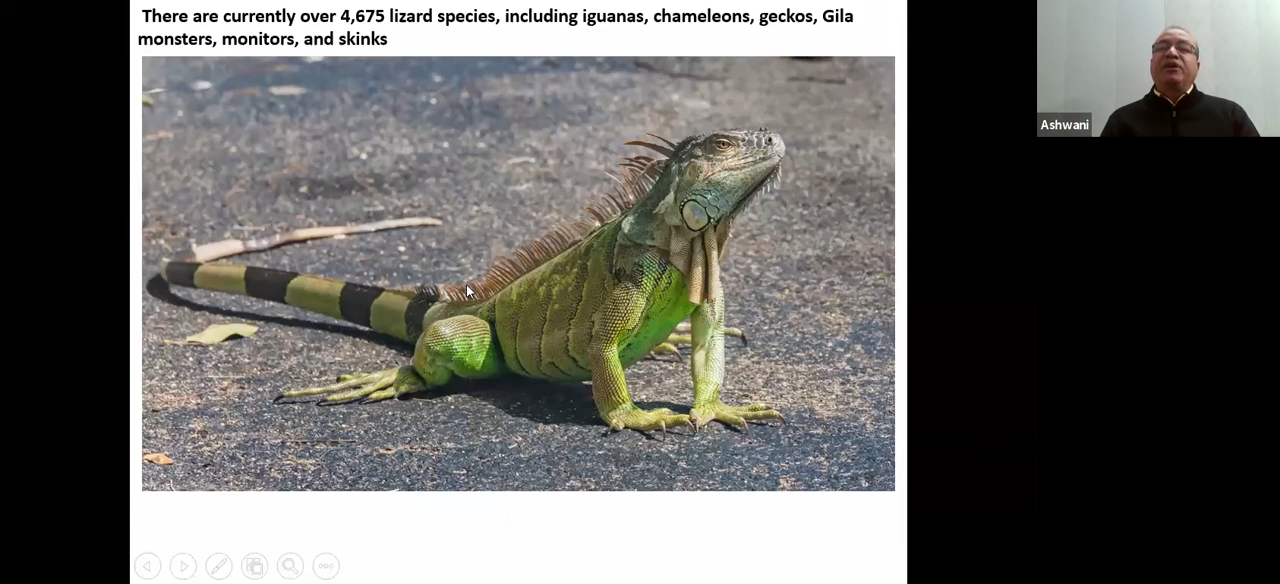 There are currently over 4,675 lizard species, including iguanas, chameleons, geckos, Gila
monsters, monitors, and skinks
Ashwani